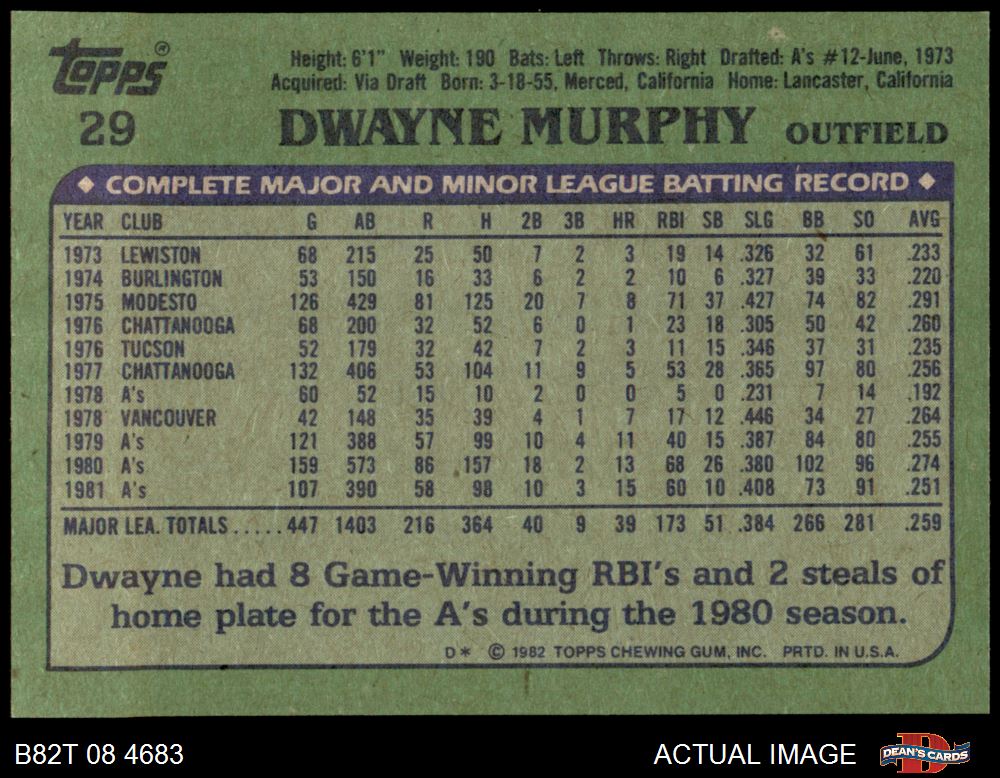 Topps®
Height: 6'1" Weight: 190 Bats: Left Throws: Right Drafted: A's #12-June, 1973
Acquired: Via Draft Born: 3-18-55, Merced, California Home: Lancaster, California
29 DWAYNE MURPHY OUTFIELD
◆ COMPLETE MAJOR AND MINOR LEAGUE BATTING RECORD ◆
YEAR CLUB G AB R H 2B 3B HR RBI SB SLG BB SO AVG
1973 LEWISTON 68 215 25 50 7 2 3 19 14 .326 32 61 .233
1974 BURLINGTON 53 150 16 33 6 2 2 10 6 .327 39 33 .220
1975 MODESTO 126 429 81 125 20 7 8 71 37 .427 74 82 .291
1976 CHATTANOOGA 68 200 32 52 6 0 1 23 18 .305 50 42 .260
1976 TUCSON 52 179 32 42 7 2 3 11 15 .346 37 31 .235
1977 CHATTANOOGA 132 406 53 104 11 9 5 53 28 .365 97 80 .256
1978 A's 60 52 15 10 2 0 0 5 0 .231 7 14 .192
1978 VANCOUVER 42 148 35 39 4 1 7 17 12 .446 34 27 .264
1979 A's 121 388 57 99 10 4 11 40 15 .387 84 80 .255
1980 A's 159 573 86 157 18 2 13 68 26 .380 102 96 .274
1981 A's 107 390 58 98 10 3 15 60 10 .408 73 91 .251
MAJOR LEA. TOTALS.....447 1403 216 364 40 9 39 173 51 .384 266 281 .259
Dwayne had 8 Game-Winning RBI's and 2 steals of
home plate for the A's during the 1980 season.
D* © 1982 TOPPS CHEWING GUM, INC. PRTD. IN U.S.A.
B82T 08 4683 ACTUAL IMAGE D DEAN'S CARDS